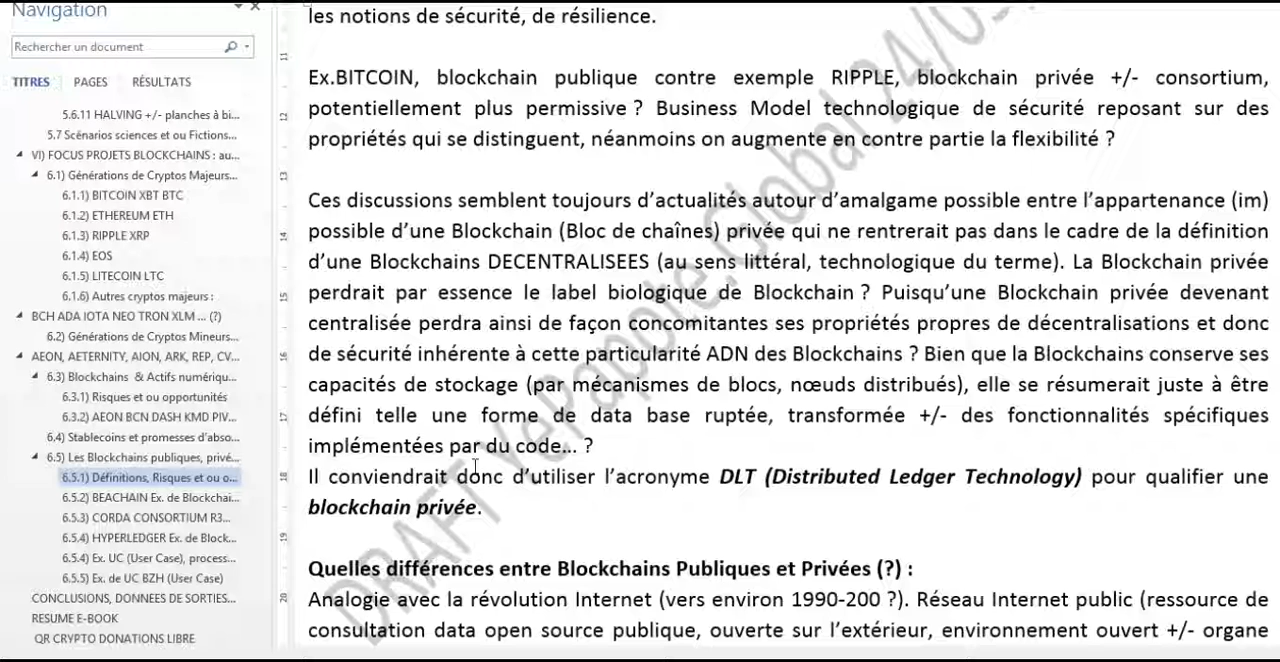 Navigation
Rechercher un document
TITRES PAGES RÉSULTATS
5.6.11 HALVING +/- planches à bi...
5.7 Scénarios sciences et ou Fictions...
VI) FOCUS PROJETS BLOCKCHAINS : au...
6.1) Générations de Cryptos Majeurs...
6.1.1) BITCOIN XBT BTC
6.1.2) ETHEREUM ETH
6.1.3) RIPPLE XRP
6.1.4) EOS
6.1.5) LITECOIN LTC
6.1.6) Autres cryptos majeurs :
BCH ADA IOTA NEO TRON XLM ... (?)
6.2) Générations de Cryptos Mineurs...
AEON, AETERNITY, AION, ARK, REP, CV...
6.3) Blockchains & Actifs numériqu...
6.3.1) Risques et ou opportunités
6.3.2) AEON BCN DASH KMD PIV...
6.4) Stablecoins et promesses d'abso...
6.5) Les Blockchains publiques, privé...
6.5.1) Définitions, Risques et ou o...
6.5.2) BEACHAIN Ex. de Blockchai...
6.5.3) CORDA CONSORTIUM R3...
6.5.4) HYPERLEDGER Ex. de Block...
6.5.4) Ex. UC (User Case), process...
6.5.5) Ex. de UC BZH (User Case)
CONCLUSIONS, DONNEES DE SORTIES...
RESUME E-BOOK
QR CRYPTO DONATIONS LIBRE
11
12
13
14
15
16
17
18
19
20
les notions de sécurité, de résilience.
Ex.BITCOIN, blockchain publique contre exemple RIPPLE, blockchain privée +/- consortium,
potentiellement plus permissive ? Business Model technologique de sécurité reposant sur des
propriétés qui se distinguent, néanmoins on augmente en contre partie la flexibilité ?
Ces discussions semblent toujours d'actualités autour d'amalgame possible entre l'appartenance (im)
possible d'une Blockchain (Bloc de chaînes) privée qui ne rentrerait pas dans le cadre de la définition
d'une Blockchains DECENTRALISEES (au sens littéral, technologique du terme). La Blockchain privée
perdrait par essence le label biologique de Blockchain ? Puisqu'une Blockchain privée devenant
centralisée perdra ainsi de façon concomitantes ses propriétés propres de décentralisations et donc
de sécurité inhérente à cette particularité ADN des Blockchains ? Bien que la Blockchains conserve ses
capacités de stockage (par mécanismes de blocs, nœuds distribués), elle se résumerait juste à être
défini telle une forme de data base ruptée, transformée +/- des fonctionnalités spécifiques
implémentées par du code... ?
Il conviendrait donc d'utiliser l'acronyme DLT (Distributed Ledger Technology) pour qualifier une
blockchain privée.
Quelles différences entre Blockchains Publiques et Privées (?) :
Analogie avec la révolution Internet (vers environ 1990-200 ?). Réseau Internet public (ressource de
consultation data open source publique, ouverte sur l'extérieur, environnement ouvert +/- organe
DRAFT YePapote.Global 24/0